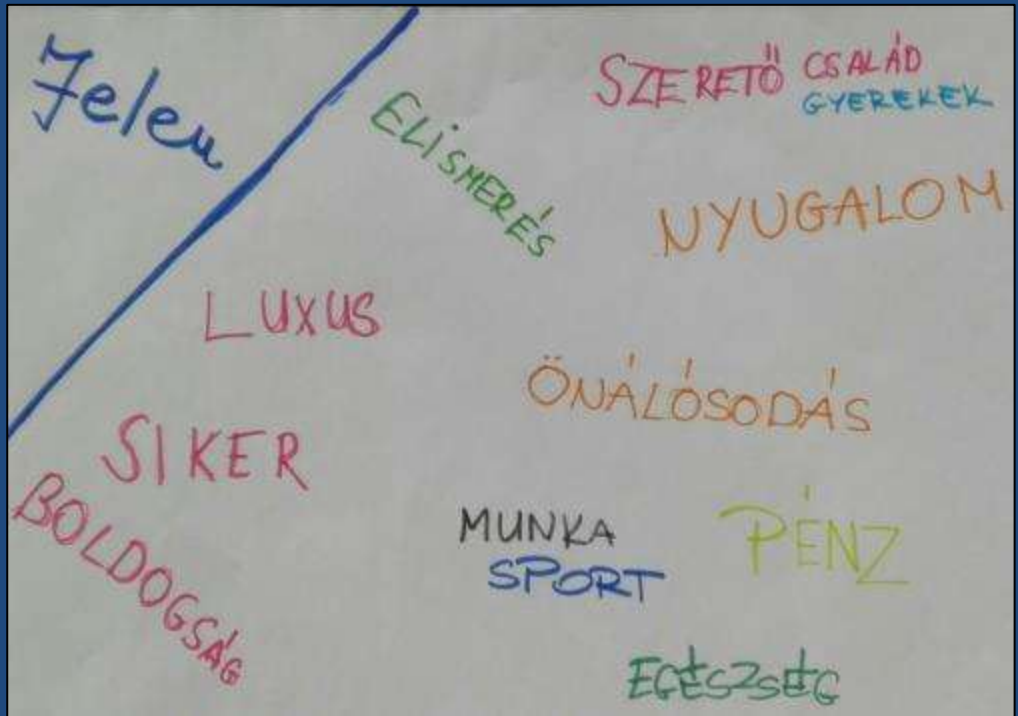 Jelen
ELISMERÉS
SZERETŐ CSALÁD
GYEREKEK
NYUGALOM
LUXUS
ÖNÁLÓSODÁS
SIKER
BOLDOGSÁG
MUNKA
SPORT
PÉNZ
EGÉSZSÉG